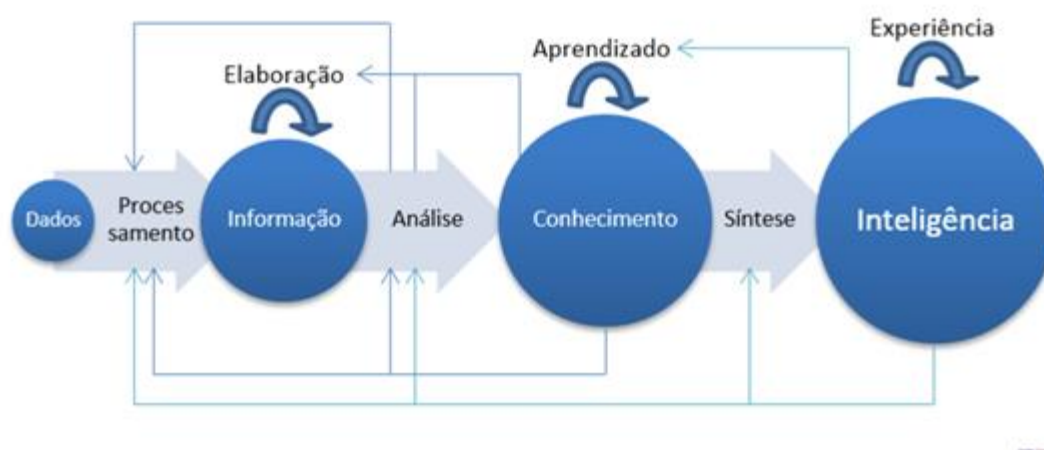 Experiência
Aprendizado
Elaboração
Dados
Proces
samento
Informação
Análise
Conhecimento
Síntese
Inteligência